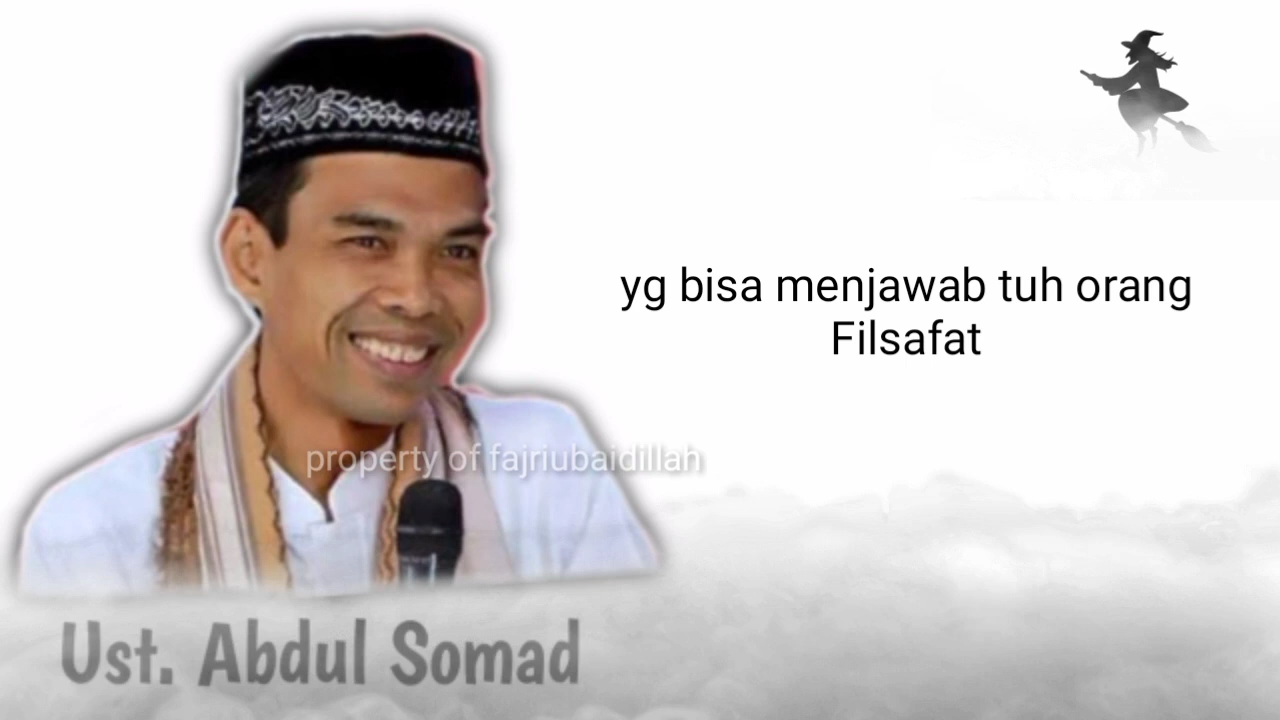 yg bisa menjawab tuh orang
Filsafat
property of fajriubaidillah
Ust. Abdul Somad